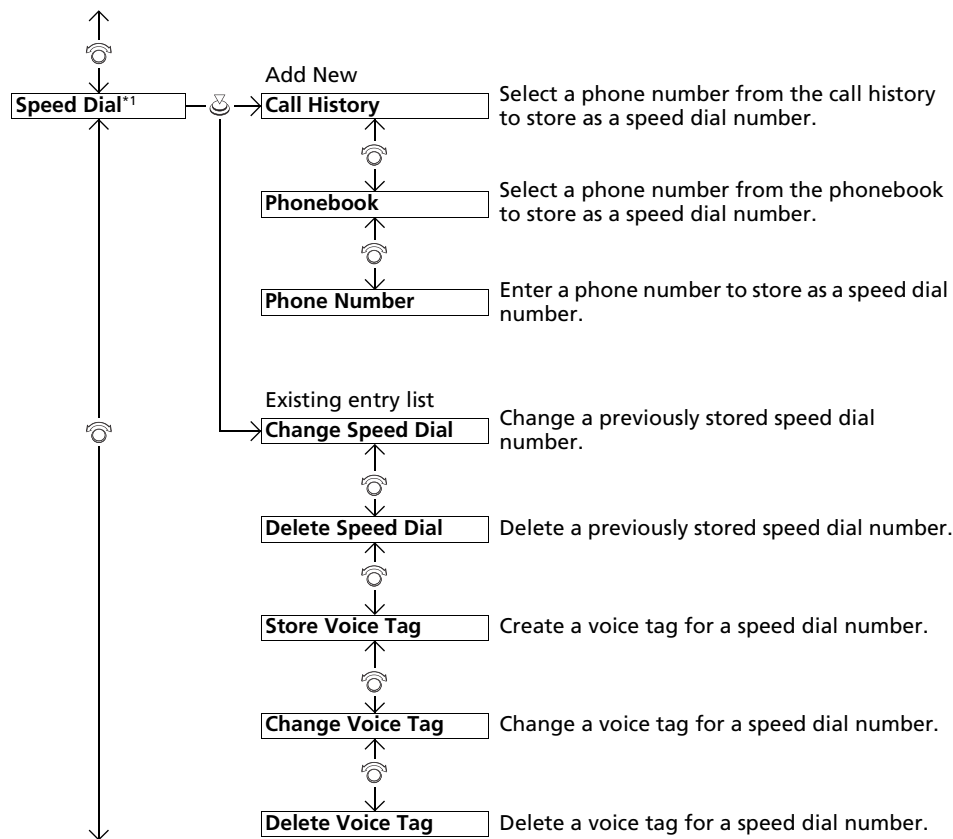 Add New
Speed Dial*1
Call History
Select a phone number from the call history
to store as a speed dial number.
Phonebook
Select a phone number from the phonebook
to store as a speed dial number.
Phone Number
Enter a phone number to store as a speed dial
number.
Existing entry list
Change Speed Dial
Change a previously stored speed dial
number.
Delete Speed Dial
Delete a previously stored speed dial number.
Store Voice Tag
Create a voice tag for a speed dial number.
Change Voice Tag
Change a voice tag for a speed dial number.
Delete Voice Tag
Delete a voice tag for a speed dial number.